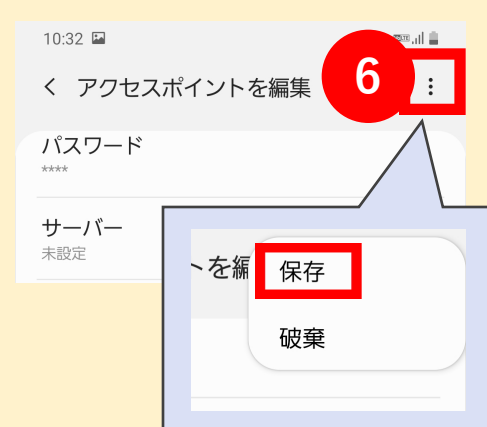 10:32
アクセスポイントを編集
6
パスワード
****
サーバー
未設定
トを編
保存
破棄